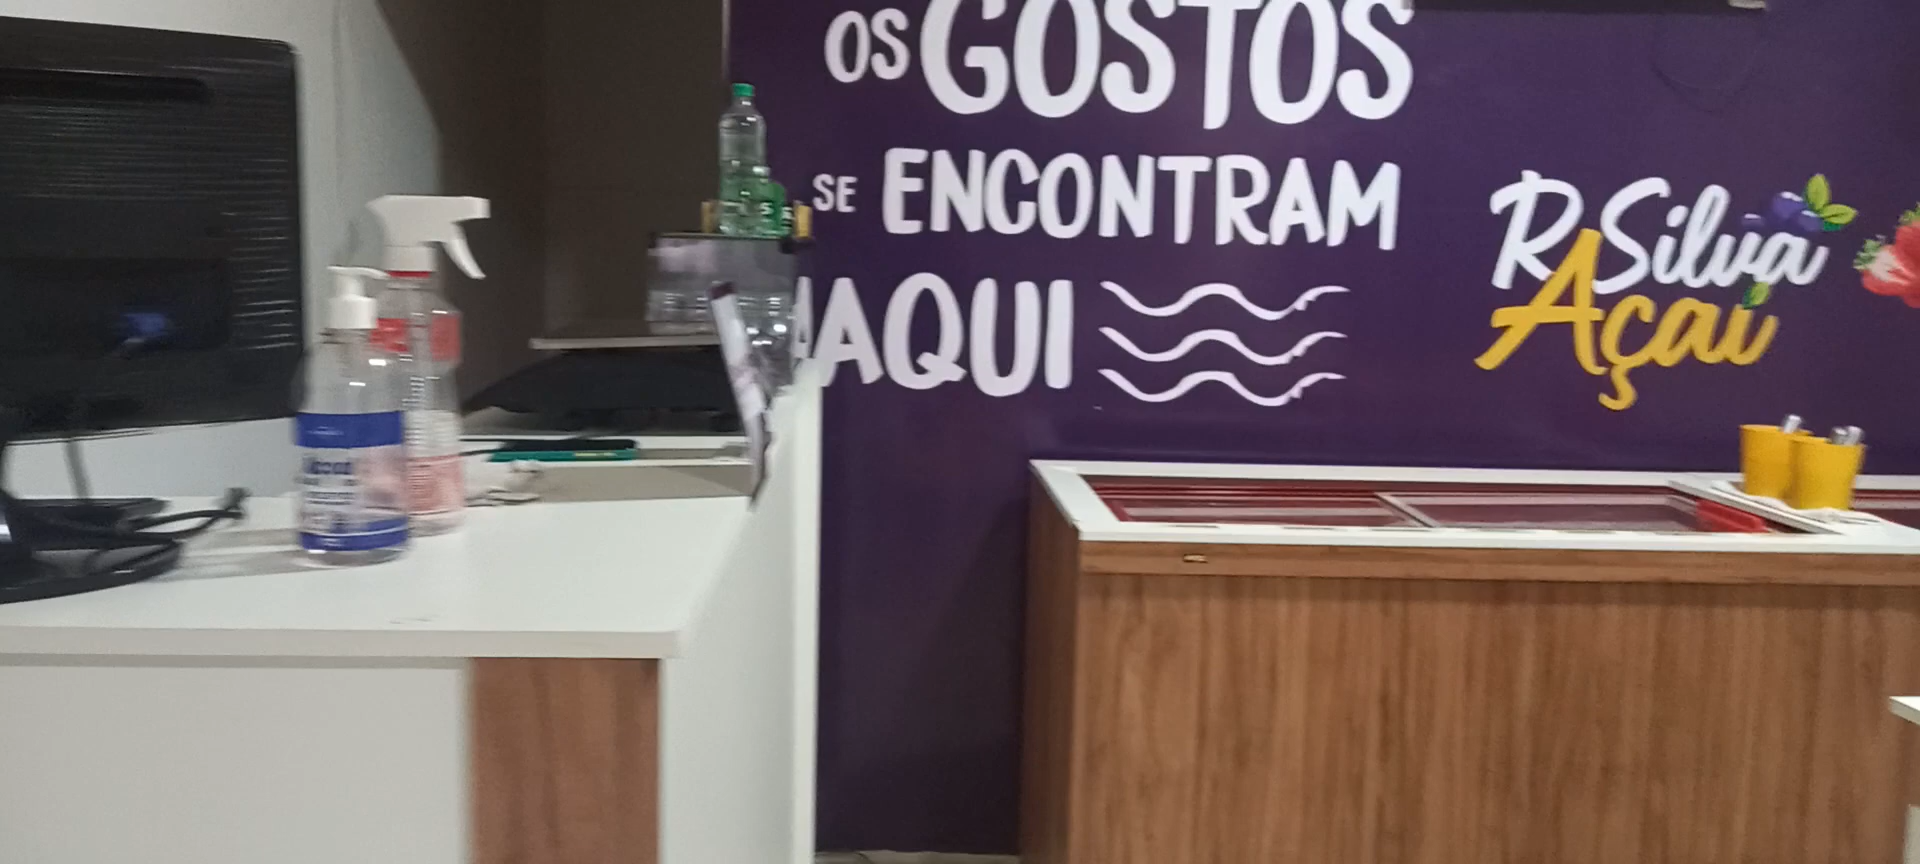 OS GOSTOS
SE ENCONTRAM
AQUI
RSilva
Açaí